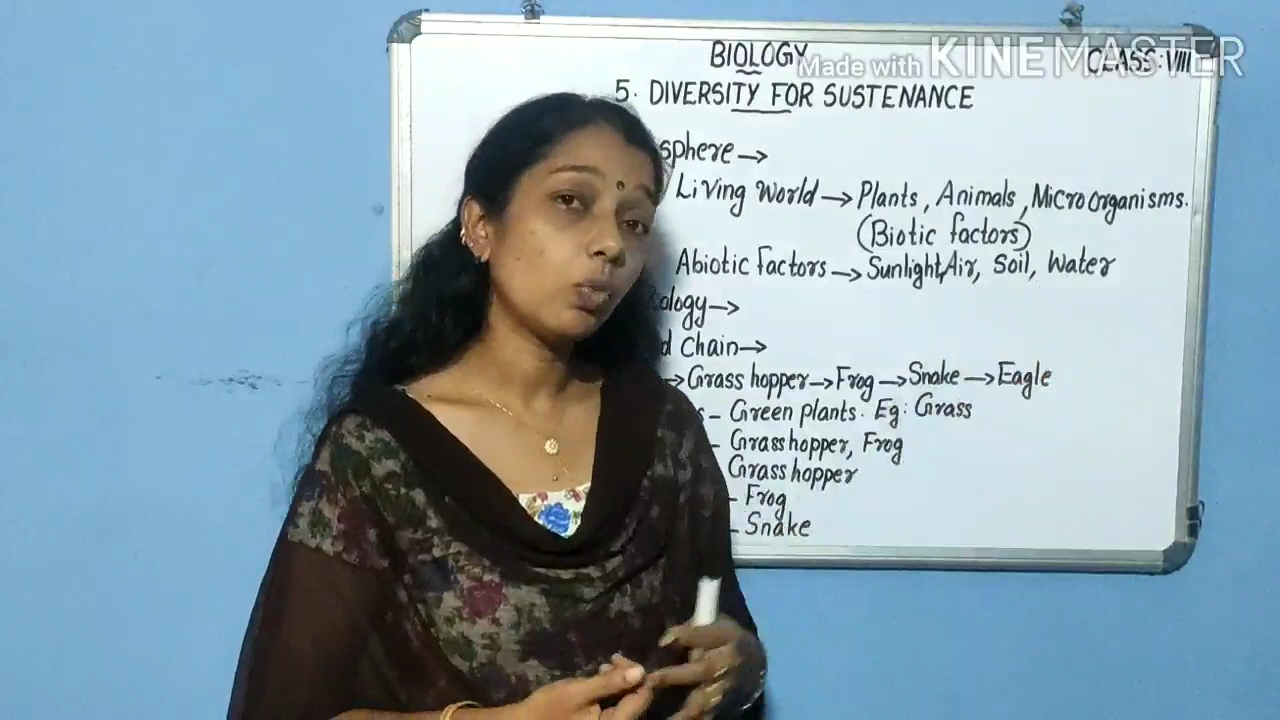 BIOLOGY
CLASS: VIII
Made with KINEMASTER
5. DIVERSITY FOR SUSTENANCE
sphere →
Living World → Plants, Animals, Microorganisms.
(Biotic factors)
Abiotic factors → Sunlight, Air, Soil, Water
ology →
d Chain →
→ Grass hopper → Frog → Snake → Eagle
s - Green plants. Eg: Grass
- Grasshopper, Frog
Grass hopper
- Frog
- Snake